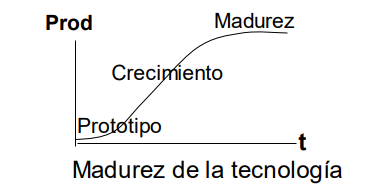 Prod
Madurez
Crecimiento
Prototipo
t
Madurez de la tecnología